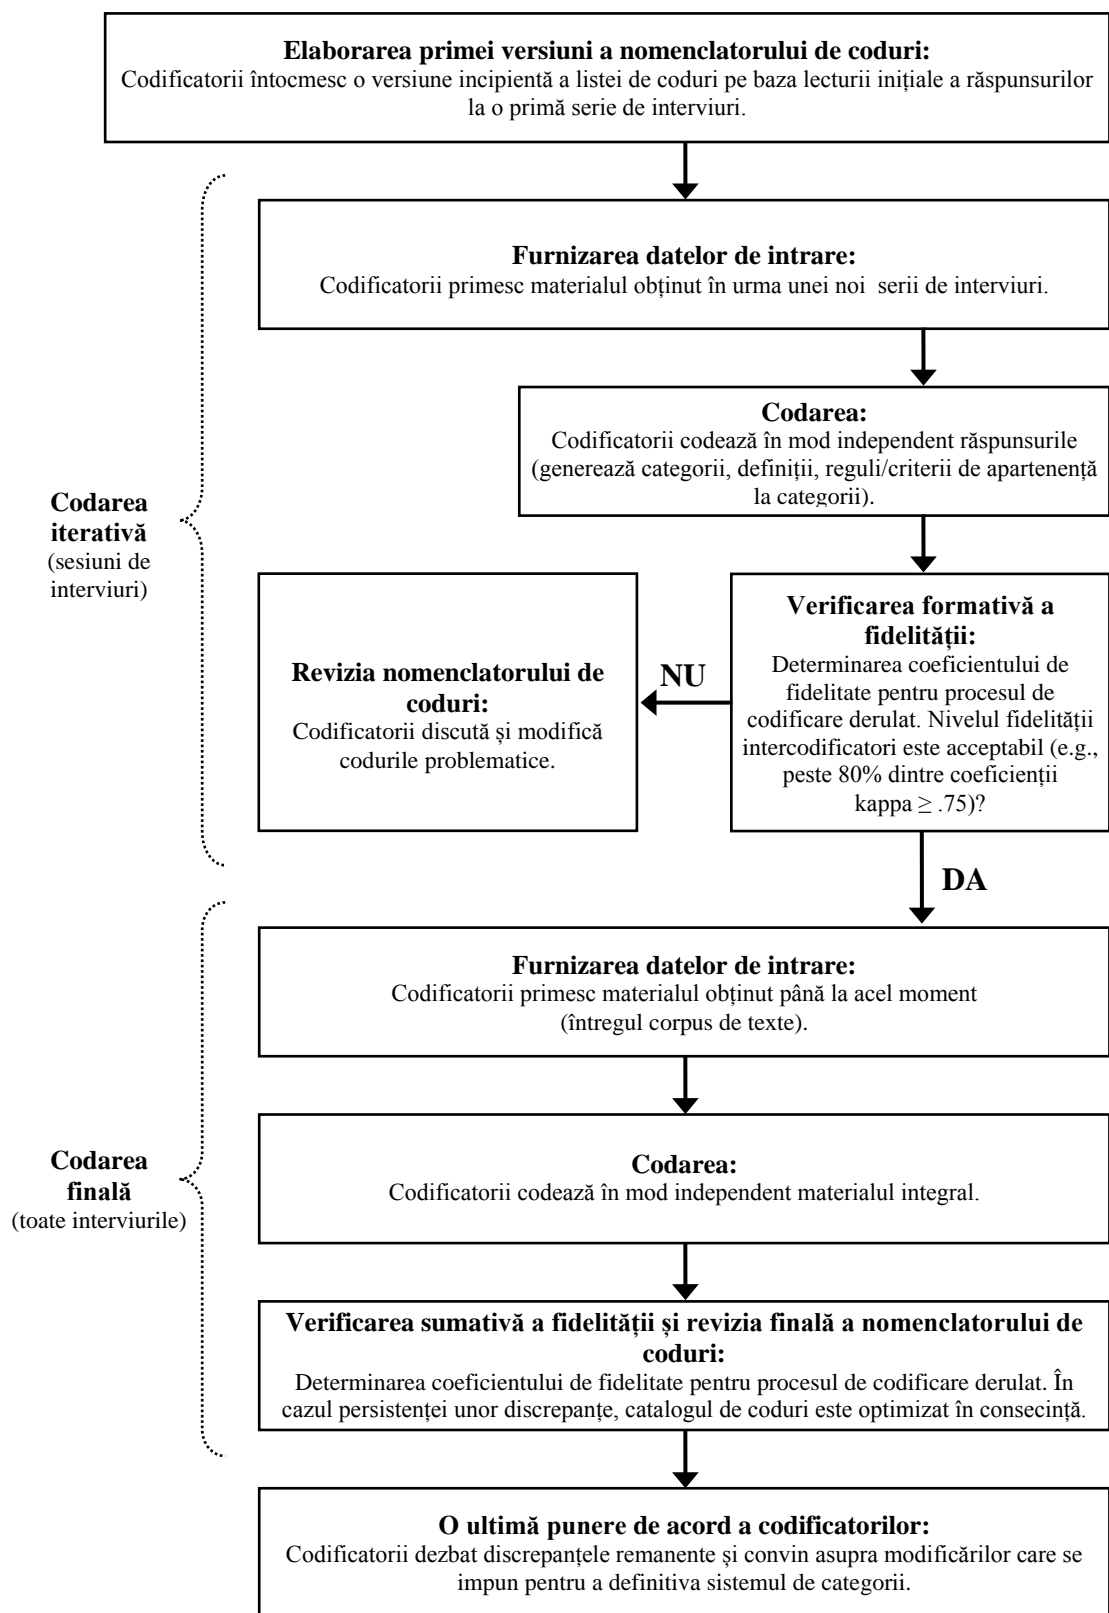 Elaborarea primei versiuni a nomenclatorului de coduri:
Codificatorii întocmesc o versiune incipientă a listei de coduri pe baza lecturii inițiale a răspunsurilor
la o primă serie de interviuri.
Furnizarea datelor de intrare:
Codificatorii primesc materialul obținut în urma unei noi  serii de interviuri.
Codarea:
Codificatorii codează în mod independent răspunsurile
(generează categorii, definiții, reguli/criterii de apartenență
la categorii).
Codarea
iterativă
(sesiuni de
interviuri)
Verificarea formativă a
fidelității:
Determinarea coeficientului de
fidelitate pentru procesul de
codificare derulat. Nivelul fidelității
intercodificatori este acceptabil (e.g.,
peste 80% dintre coeficienții
kappa ≥ .75)?
NU
Revizia nomenclatorului de
coduri:
Codificatorii discută și modifică
codurile problematice.
DA
Furnizarea datelor de intrare:
Codificatorii primesc materialul obținut până la acel moment
(întregul corpus de texte).
Codarea:
Codificatorii codează în mod independent materialul integral.
Codarea
finală
(toate interviurile)
Verificarea sumativă a fidelității și revizia finală a nomenclatorului de
coduri:
Determinarea coeficientului de fidelitate pentru procesul de codificare derulat. În
cazul persistenței unor discrepanțe, catalogul de coduri este optimizat în consecință.
O ultimă punere de acord a codificatorilor:
Codificatorii dezbat discrepanțele remanente și convin asupra modificărilor care se
impun pentru a definitiva sistemul de categorii.